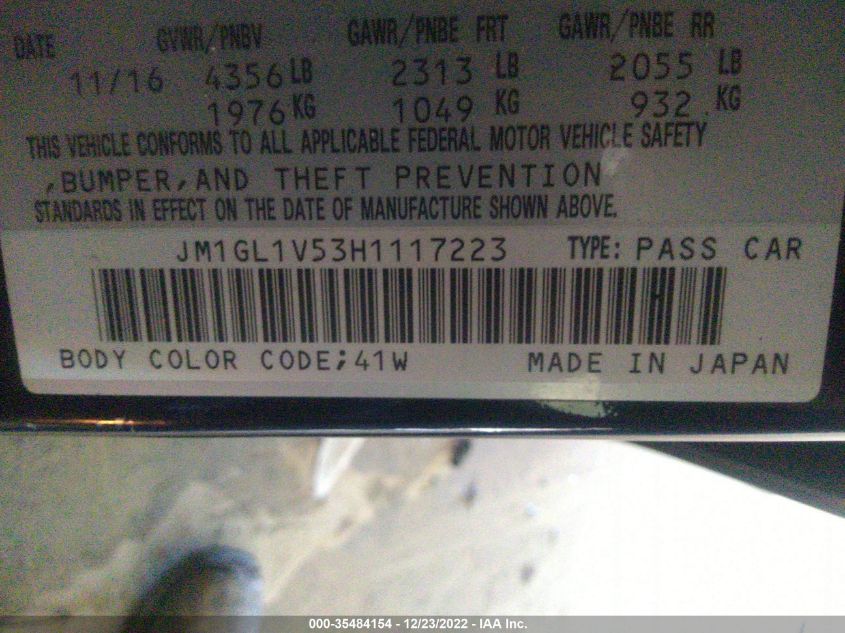 DATE GVWR/PNBV GAWR/PNBE FRT GAWR/PNBE RR
11/16 4356 LB 2313 LB 2055 LB
1976 KG 1049 KG 932 KG
THIS VEHICLE CONFORMS TO ALL APPLICABLE FEDERAL MOTOR VEHICLE SAFETY
,BUMPER,AND THEFT PREVENTION
STANDARDS IN EFFECT ON THE DATE OF MANUFACTURE SHOWN ABOVE.
JM1GL1V53H1117223 TYPE: PASS CAR
BODY COLOR CODE;41W MADE IN JAPAN
000-35484154 - 12/23/2022 - IAA Inc.